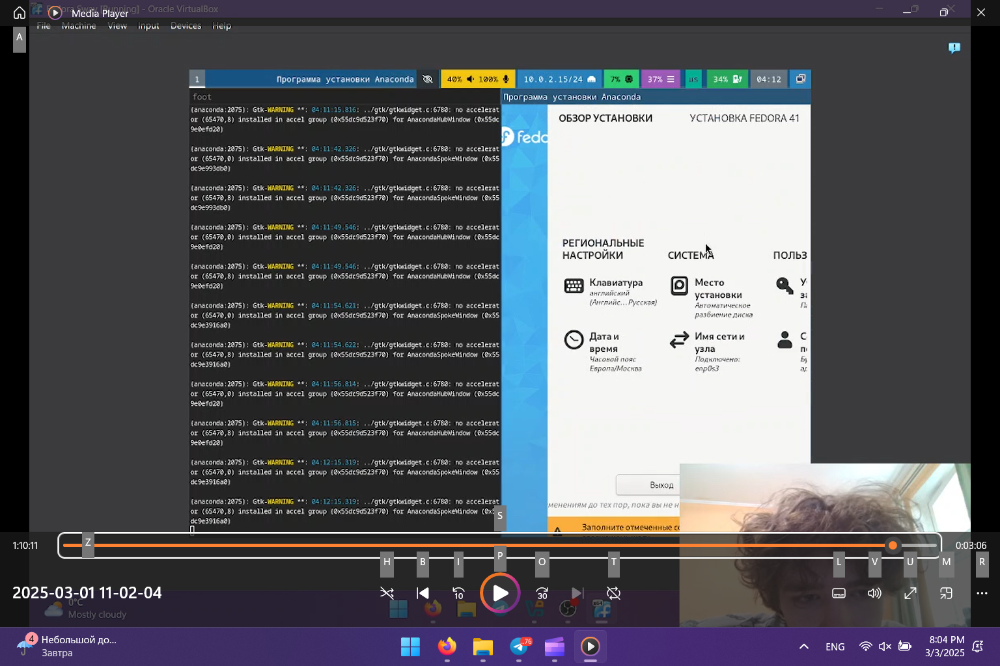 Fedora Sway [Running] - Oracle VirtualBox
Media Player
File Machine View Input Devices Help
A
1
Программа установки Anaconda
40% 100%
10.0.2.15/24
7%
37%
us
34%
04:12
foot
(anaconda:2075): Gtk-WARNING **: 04:11:15.816: ../gtk/gtkwidget.c:6780: no accelerat
or (65470,8) installed in accel group (0x55dc9d523f70) for AnacondaHubWindow (0x55dc
9e0efd20)
(anaconda:2075): Gtk-WARNING **: 04:11:42.326: ../gtk/gtkwidget.c:6780: no accelerat
or (65470,0) installed in accel group (0x55dc9d523f70) for AnacondaSpokeWindow (0x55
dc9e993db0)
(anaconda:2075): Gtk-WARNING **: 04:11:42.326: ../gtk/gtkwidget.c:6780: no accelerat
or (65470,8) installed in accel group (0x55dc9d523f70) for AnacondaSpokeWindow (0x55
dc9e993db0)
(anaconda:2075): Gtk-WARNING **: 04:11:49.546: ../gtk/gtkwidget.c:6780: no accelerat
or (65470,0) installed in accel group (0x55dc9d523f70) for AnacondaHubWindow (0x55dc
9e0efd20)
(anaconda:2075): Gtk-WARNING **: 04:11:49.546: ../gtk/gtkwidget.c:6780: no accelerat
or (65470,8) installed in accel group (0x55dc9d523f70) for AnacondaHubWindow (0x55dc
9e0efd20)
(anaconda:2075): Gtk-WARNING **: 04:11:54.621: ../gtk/gtkwidget.c:6780: no accelerat
or (65470,0) installed in accel group (0x55dc9d523f70) for AnacondaSpokeWindow (0x55
dc9e3916a0)
(anaconda:2075): Gtk-WARNING **: 04:11:54.622: ../gtk/gtkwidget.c:6780: no accelerat
or (65470,8) installed in accel group (0x55dc9d523f70) for AnacondaSpokeWindow (0x55
dc9e3916a0)
(anaconda:2075): Gtk-WARNING **: 04:11:56.814: ../gtk/gtkwidget.c:6780: no accelerat
or (65470,0) installed in accel group (0x55dc9d523f70) for AnacondaHubWindow (0x55dc
9e0efd20)
(anaconda:2075): Gtk-WARNING **: 04:11:56.815: ../gtk/gtkwidget.c:6780: no accelerat
or (65470,8) installed in accel group (0x55dc9d523f70) for AnacondaHubWindow (0x55dc
9e0efd20)
(anaconda:2075): Gtk-WARNING **: 04:12:15.319: ../gtk/gtkwidget.c:6780: no accelerat
or (65470,0) installed in accel group (0x55dc9d523f70) for AnacondaSpokeWindow (0x55
dc9e3916a0)
(anaconda:2075): Gtk-WARNING **: 04:12:15.319: ../gtk/gtkwidget.c:6780: no accelerat
or (65470,8) installed in accel group (0x55dc9d523f70) for AnacondaSpokeWindow (0x55
dc9e3916a0)
Программа установки Anaconda
fedo
ОБЗОР УСТАНОВКИ
УСТАНОВКА FEDORA 41
РЕГИОНАЛЬНЫЕ
НАСТРОЙКИ
Клавиатура
английский
(Английс...Русская)
Дата и
время
Часовой пояс
Европа/Москва
СИСТЕМА
Место
установки
Автоматическое
разбиение диска
Имя сети и
узла
Подключено:
enp0s3
ПОЛЬЗ
Выход
менениям до тех пор, пока вы не н
Заполните отмеченные се
S
1:10:11
Z
0:03:06
H B I P O T L V U M R
2025-03-01 11-02-04
10
30
0°C
Mostly cloudy
4
Небольшой до...
Завтра
..76
ENG
8:04 PM
3/3/2025